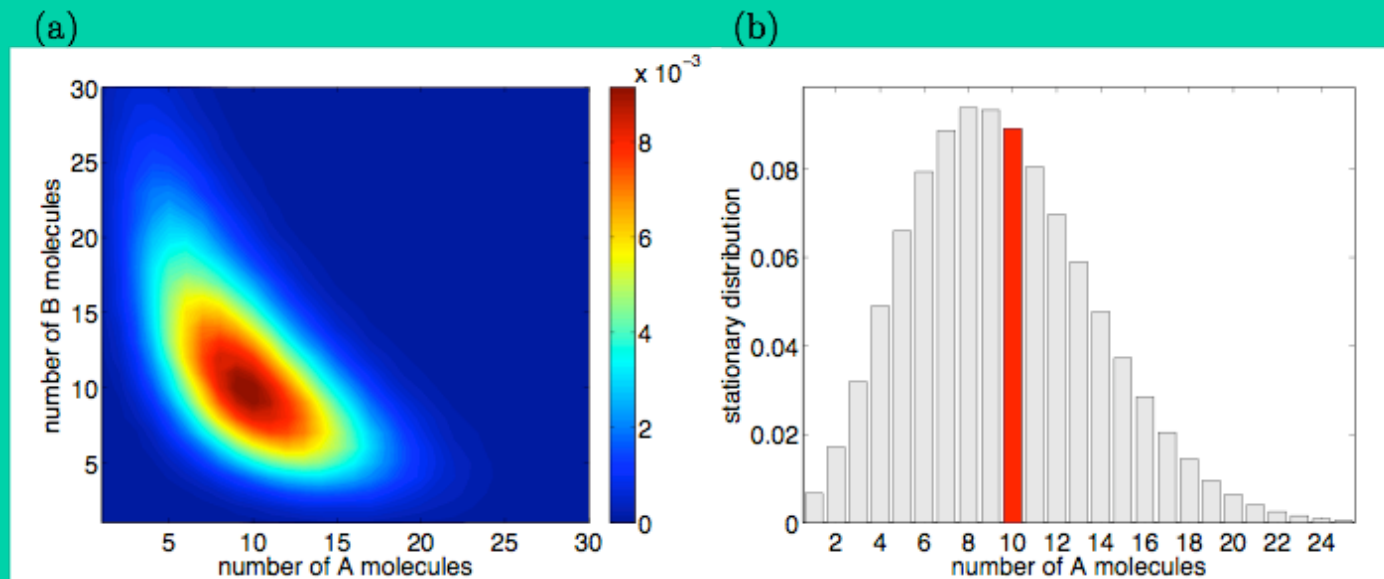 (a)
x 10⁻³
30
25
20
15
10
5
number of B molecules
5 10 15 20 25 30
number of A molecules
8
6
4
2
0
(b)
0.08
0.06
0.04
0.02
0
stationary distribution
2 4 6 8 10 12 14 16 18 20 22 24
number of A molecules